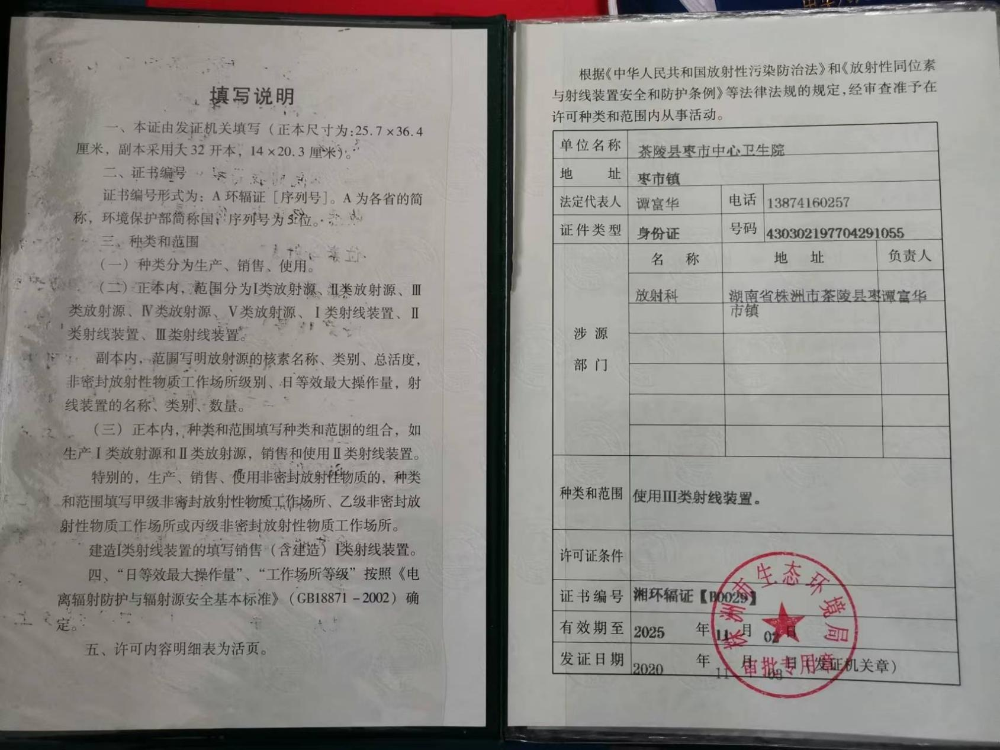 填写说明
一、本证由发证机关填写（正本尺寸为:25.7×36.4
厘米，副本采用大32开本，14×20.3厘米）。
二、证书编号
证书编号形式为：A环辐证［序列号］。A为各省的简
称，环境保护部简称国；序列号为5位。
三、种类和范围
（一）种类分为生产、销售、使用。
（二）正本内，范围分为Ⅰ类放射源、Ⅱ类放射源、Ⅲ
类放射源、Ⅳ类放射源、Ⅴ类放射源、Ⅰ类射线装置、Ⅱ
类射线装置、Ⅲ类射线装置。
副本内，范围写明放射源的核素名称、类别、总活度，
非密封放射性物质工作场所级别、日等效最大操作量，射
线装置的名称、类别、数量。
（三）正本内，种类和范围填写种类和范围的组合，如
生产Ⅰ类放射源和Ⅱ类放射源，销售和使用Ⅱ类射线装置。
特别的，生产、销售、使用非密封放射性物质的，种类
和范围填写甲级非密封放射性物质工作场所、乙级非密封放
射性物质工作场所或丙级非密封放射性物质工作场所。
建造Ⅰ类射线装置的填写销售（含建造）Ⅰ类射线装置。
四、“日等效最大操作量”、“工作场所等级”按照《电
离辐射防护与辐射源安全基本标准》（GB18871－2002）确
定。
五、许可内容明细表为活页。
根据《中华人民共和国放射性污染防治法》和《放射性同位素
与射线装置安全和防护条例》等法律法规的规定，经审查准予在
许可种类和范围内从事活动。
单位名称 茶陵县枣市中心卫生院
地 址 枣市镇
法定代表人 谭富华 电话 13874160257
证件类型 身份证 号码 430302197704291055
涉源部门 名 称 地 址 负责人
放射科 湖南省株洲市茶陵县枣 谭富华
市镇
种类和范围 使用Ⅲ类射线装置。
许可证条件
证书编号 湘环辐证【B0029】
有效期至 2025 年 11 月 02 日
发证日期 2020 年 11 月 03 日（发证机关章）
株洲市生态环境局
审批专用章